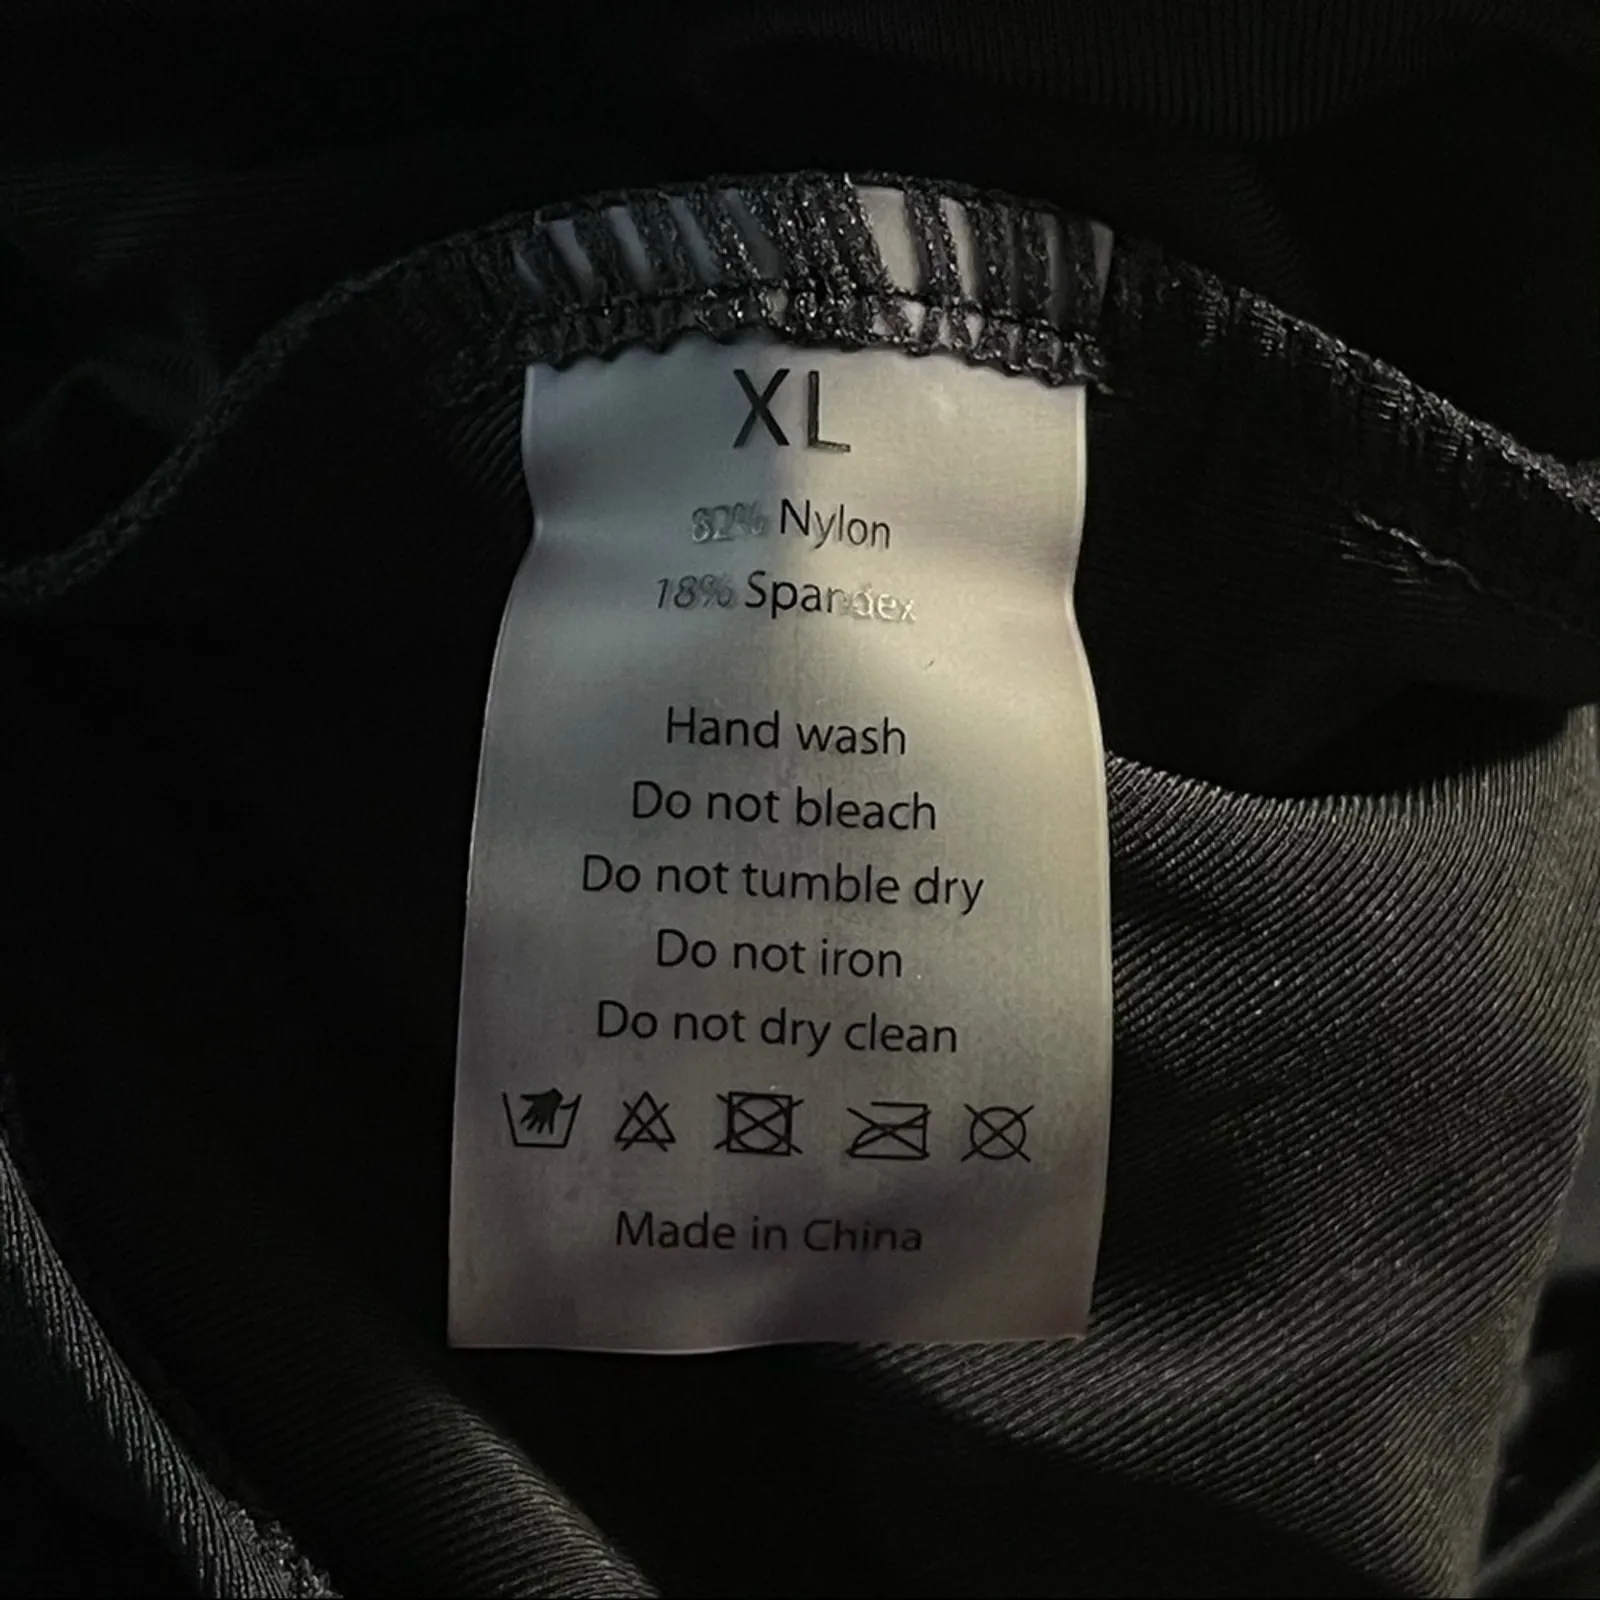 XL
82% Nylon
18% Spandex
Hand wash
Do not bleach
Do not tumble dry
Do not iron
Do not dry clean
Made in China